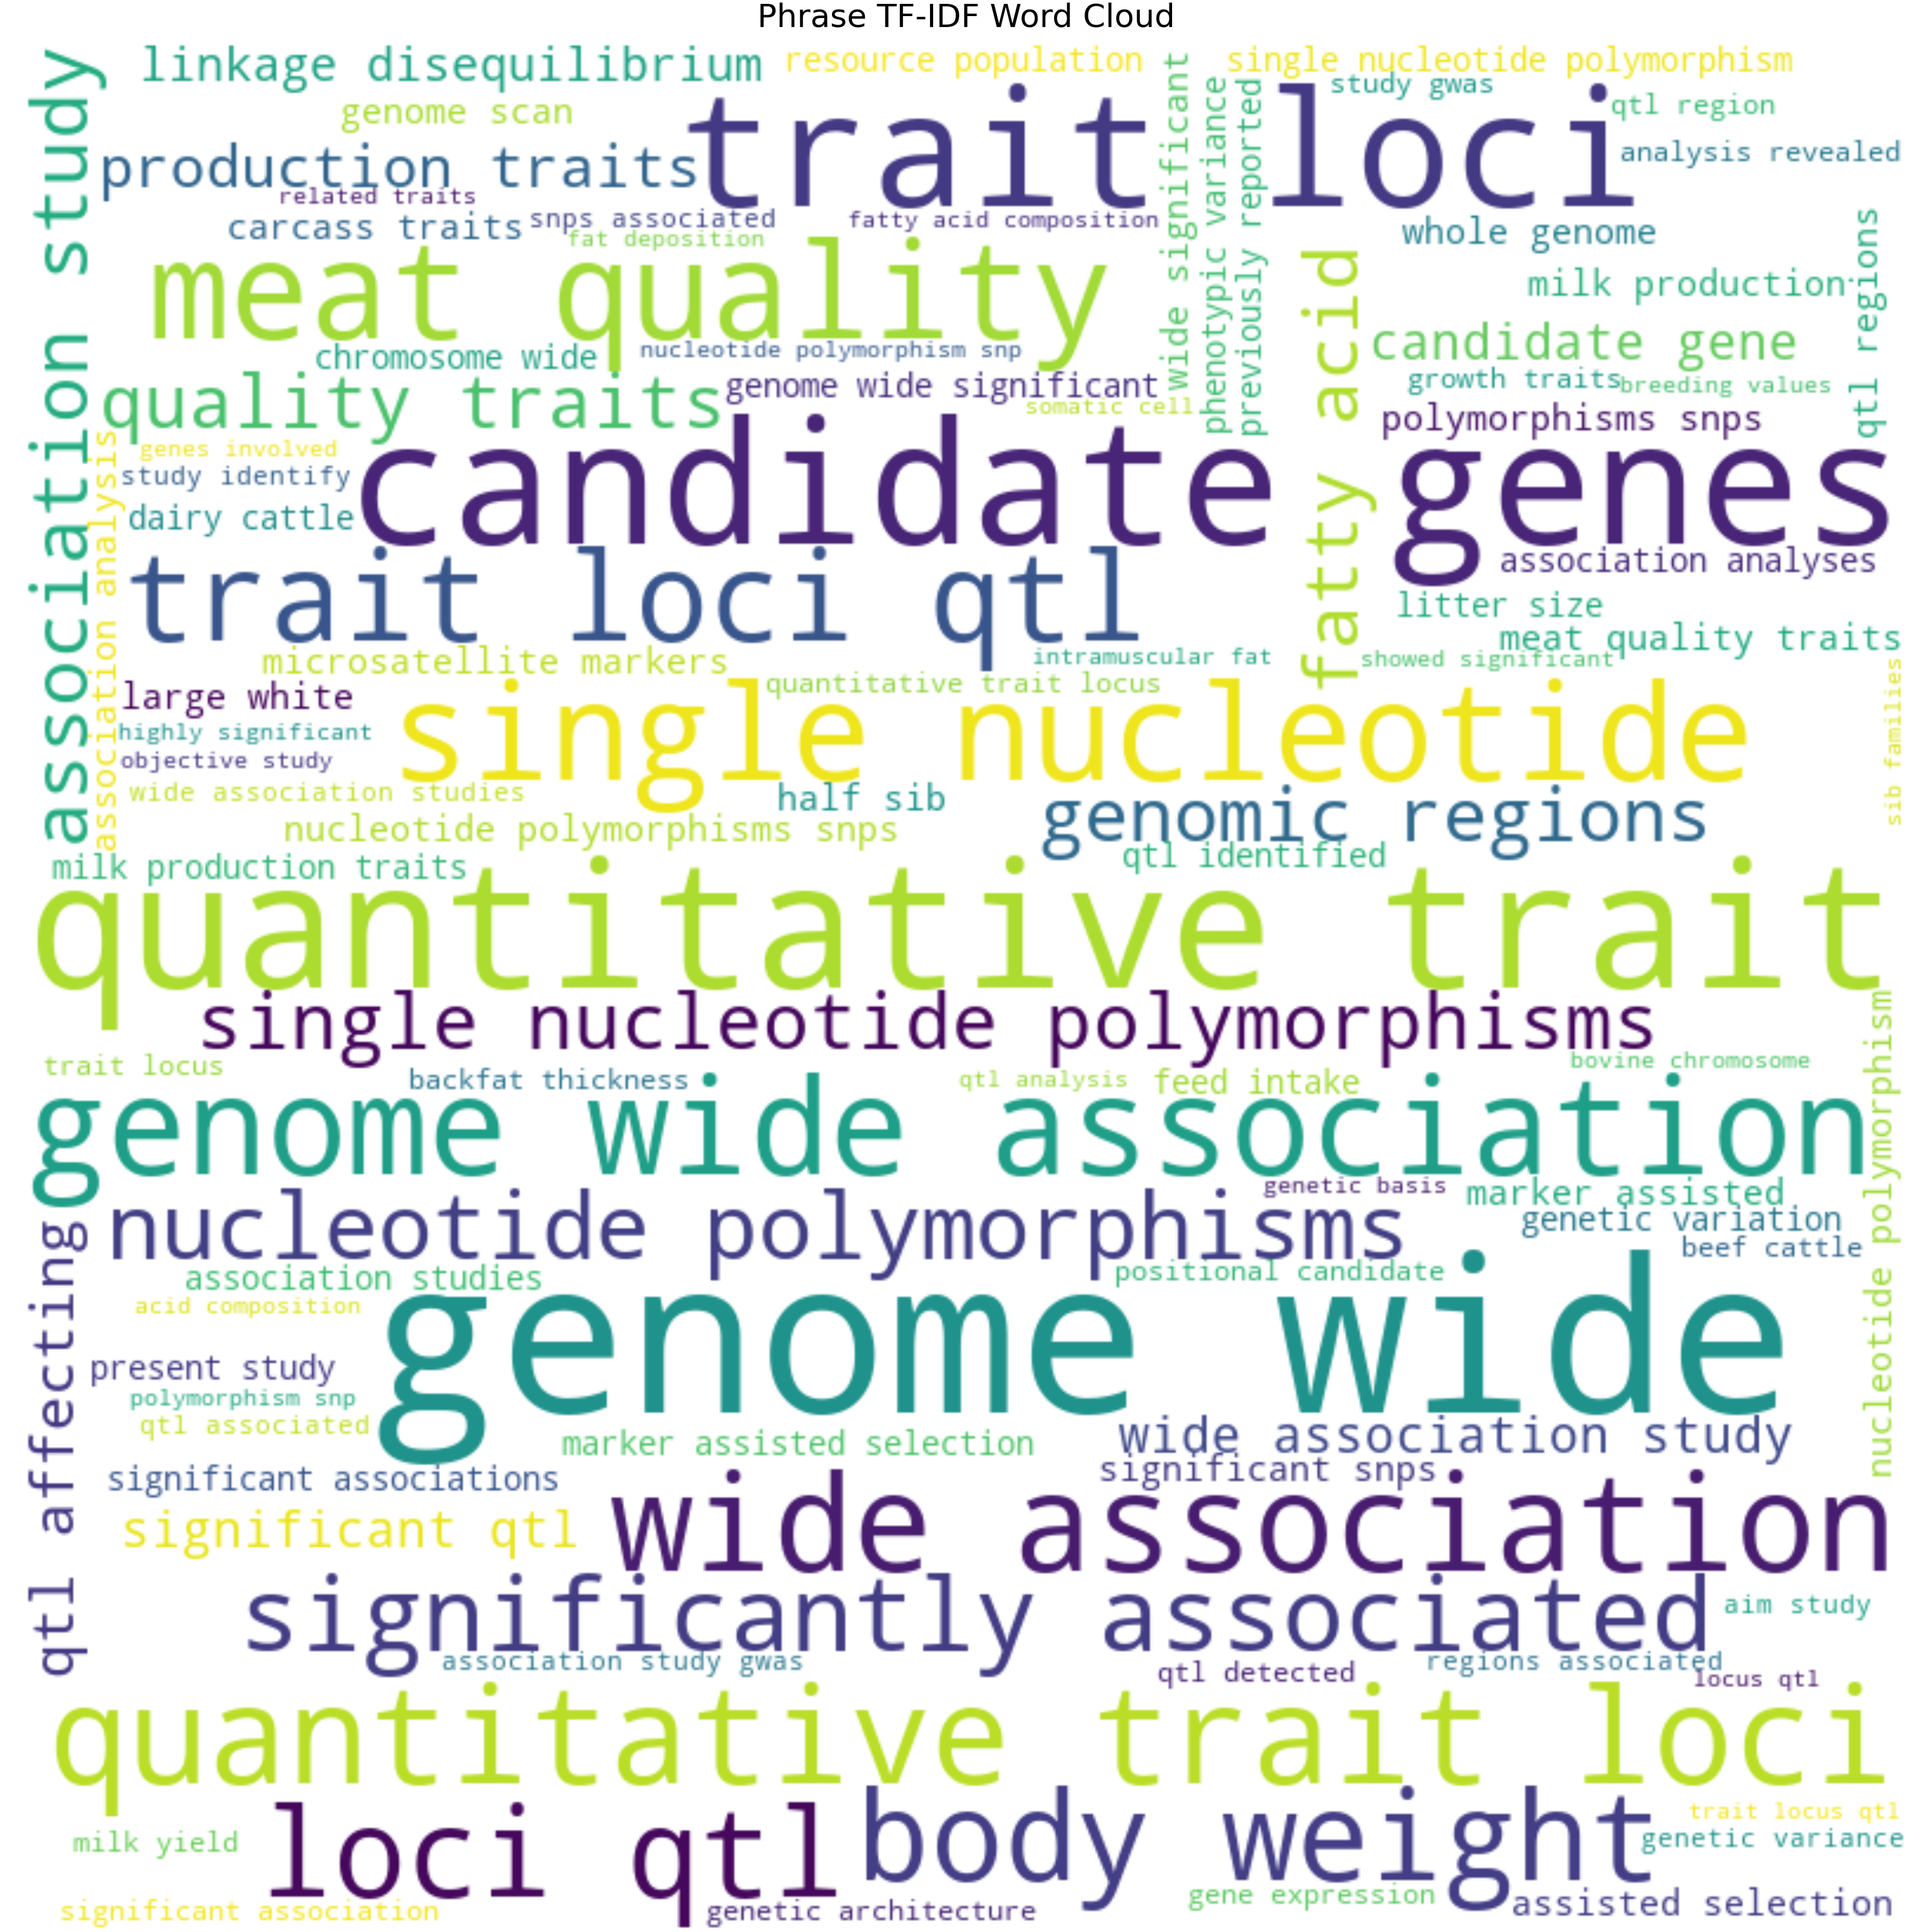 Phrase TF-IDF Word Cloud
linkage disequilibrium
resource population
single nucleotide polymorphism
study gwas
genome scan
trait loci
qtl region
production traits
analysis revealed
related traits
carcass traits
snps associated
fatty acid composition
whole genome
fat deposition
wide significant
phenotypic variance
previously reported
association study
meat quality
fatty acid
milk production
qtl regions
candidate gene
chromosome wide
nucleotide polymorphism snp
quality traits
genome wide significant
growth traits
breeding values
somatic cell
polymorphisms snps
genes involved
study identify
association analysis
candidate genes
dairy cattle
association analyses
trait loci qtl
litter size
meat quality traits
microsatellite markers
intramuscular fat
showed significant
large white
quantitative trait locus
single nucleotide
highly significant
objective study
sib families
wide association studies
half sib
genomic regions
nucleotide polymorphisms snps
qtl identified
milk production traits
quantitative trait
single nucleotide polymorphisms
trait locus
bovine chromosome
backfat thickness
qtl analysis
feed intake
nucleotide polymorphism
genome wide association
genetic basis
marker assisted
nucleotide polymorphisms
genetic variation
beef cattle
qtl affecting
association studies
positional candidate
acid composition
genome wide
present study
polymorphism snp
qtl associated
marker assisted selection
wide association study
significant associations
significant snps
significant qtl
wide association
significantly associated
aim study
association study gwas
qtl detected
regions associated
locus qtl
quantitative trait loci
loci qtl
body weight
trait locus qtl
milk yield
genetic variance
gene expression
assisted selection
significant association
genetic architecture